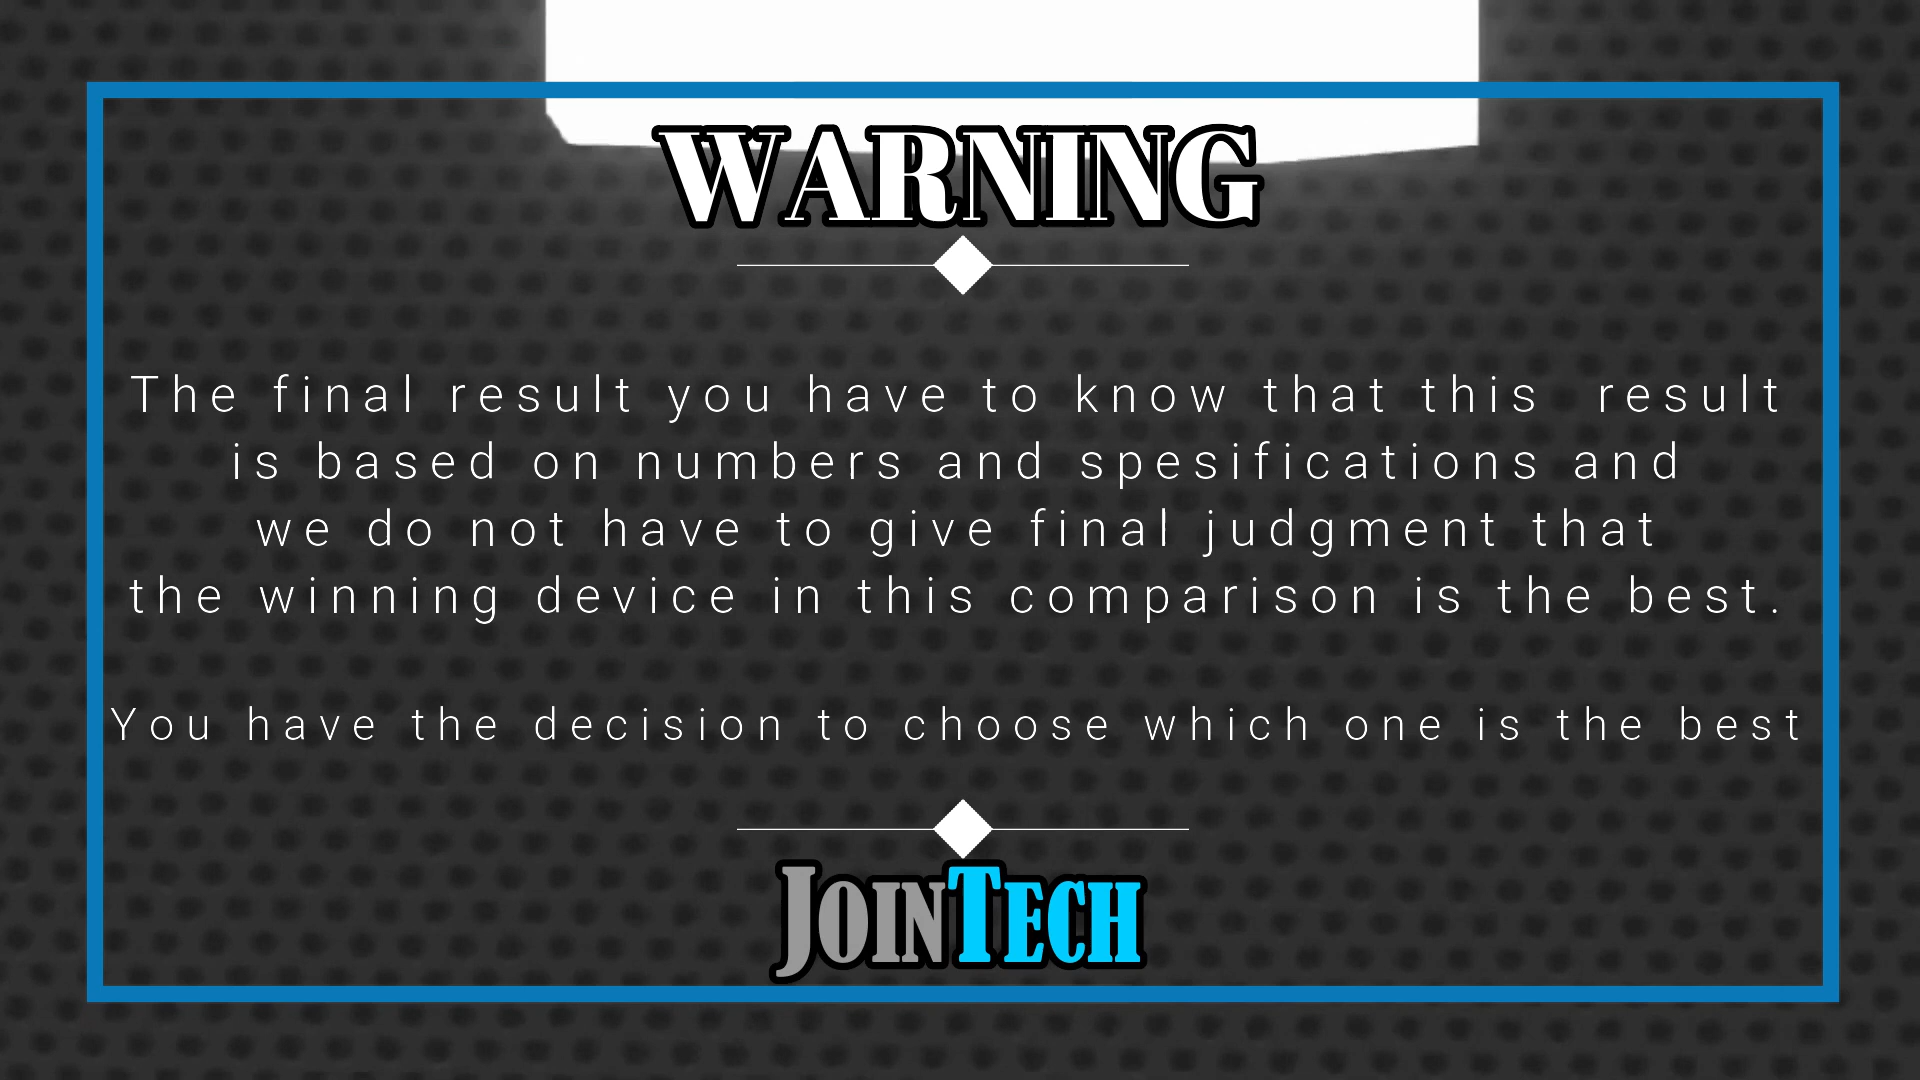 WARNING
The final result you have to know that this result
is based on numbers and spesifications and
we do not have to give final judgment that
the winning device in this comparison is the best.
You have the decision to choose which one is the best
JOINTECH